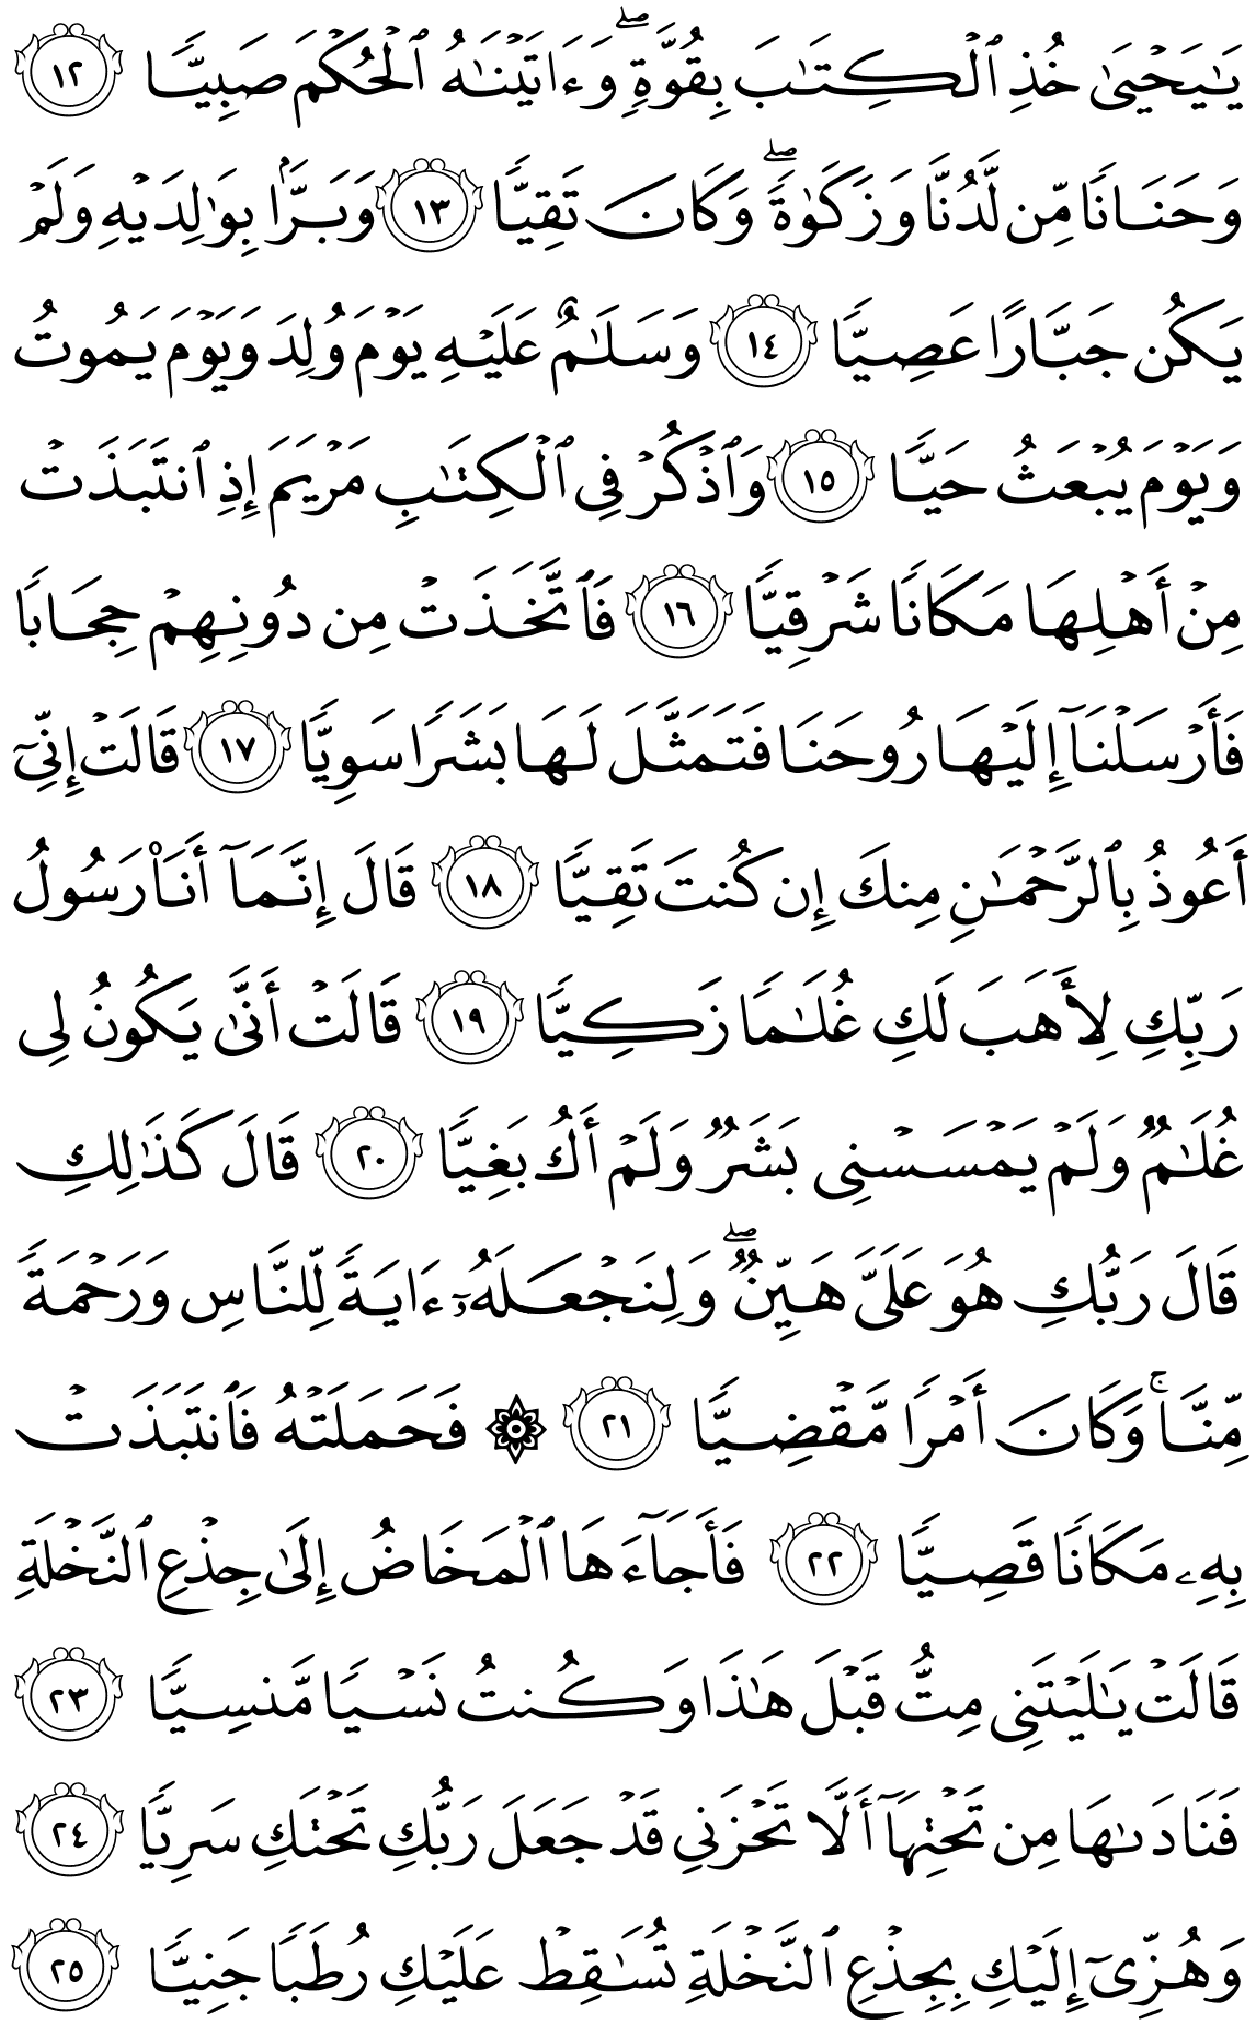 يَـٰيَحْيَىٰ خُذِ ٱلْكِتَـٰبَ بِقُوَّةٍۖ وَءَاتَيْنَـٰهُ ٱلْحُكْمَ صَبِيًّا ١٢
وَحَنَانًا مِّن لَّدُنَّا وَزَكَوٰةًۖ وَكَانَ تَقِيًّا ١٣ وَبَرًّۢا بِوَٰلِدَيْهِ وَلَمْ
يَكُن جَبَّارًا عَصِيًّا ١٤ وَسَلَـٰمٌ عَلَيْهِ يَوْمَ وُلِدَ وَيَوْمَ يَمُوتُ
وَيَوْمَ يُبْعَثُ حَيًّا ١٥ وَٱذْكُرْ فِى ٱلْكِتَـٰبِ مَرْيَمَ إِذِ ٱنتَبَذَتْ
مِنْ أَهْلِهَا مَكَانًا شَرْقِيًّا ١٦ فَٱتَّخَذَتْ مِن دُونِهِمْ حِجَابًا
فَأَرْسَلْنَآ إِلَيْهَا رُوحَنَا فَتَمَثَّلَ لَهَا بَشَرًا سَوِيًّا ١٧ قَالَتْ إِنِّىٓ
أَعُوذُ بِٱلرَّحْمَـٰنِ مِنكَ إِن كُنتَ تَقِيًّا ١٨ قَالَ إِنَّمَآ أَنَا۠ رَسُولُ
رَبِّكِ لِأَهَبَ لَكِ غُلَـٰمًا زَكِيًّا ١٩ قَالَتْ أَنَّىٰ يَكُونُ لِى
غُلَـٰمٌ وَلَمْ يَمْسَسْنِى بَشَرٌ وَلَمْ أَكُ بَغِيًّا ٢٠ قَالَ كَذَٰلِكِ
قَالَ رَبُّكِ هُوَ عَلَىَّ هَيِّنٌۖ وَلِنَجْعَلَهُۥٓ ءَايَةً لِّلنَّاسِ وَرَحْمَةً
مِّنَّاۚ وَكَانَ أَمْرًا مَّقْضِيًّا ٢١ ۞ فَحَمَلَتْهُ فَٱنتَبَذَتْ
بِهِۦ مَكَانًا قَصِيًّا ٢٢ فَأَجَآءَهَا ٱلْمَخَاضُ إِلَىٰ جِذْعِ ٱلنَّخْلَةِ
قَالَتْ يَـٰلَيْتَنِى مِتُّ قَبْلَ هَـٰذَا وَكُنتُ نَسْيًا مَّنسِيًّا ٢٣
فَنَادَىٰهَا مِن تَحْتِهَآ أَلَّا تَحْزَنِى قَدْ جَعَلَ رَبُّكِ تَحْتَكِ سَرِيًّا ٢٤
وَهُزِّىٓ إِلَيْكِ بِجِذْعِ ٱلنَّخْلَةِ تُسَـٰقِطْ عَلَيْكِ رُطَبًا جَنِيًّا ٢٥